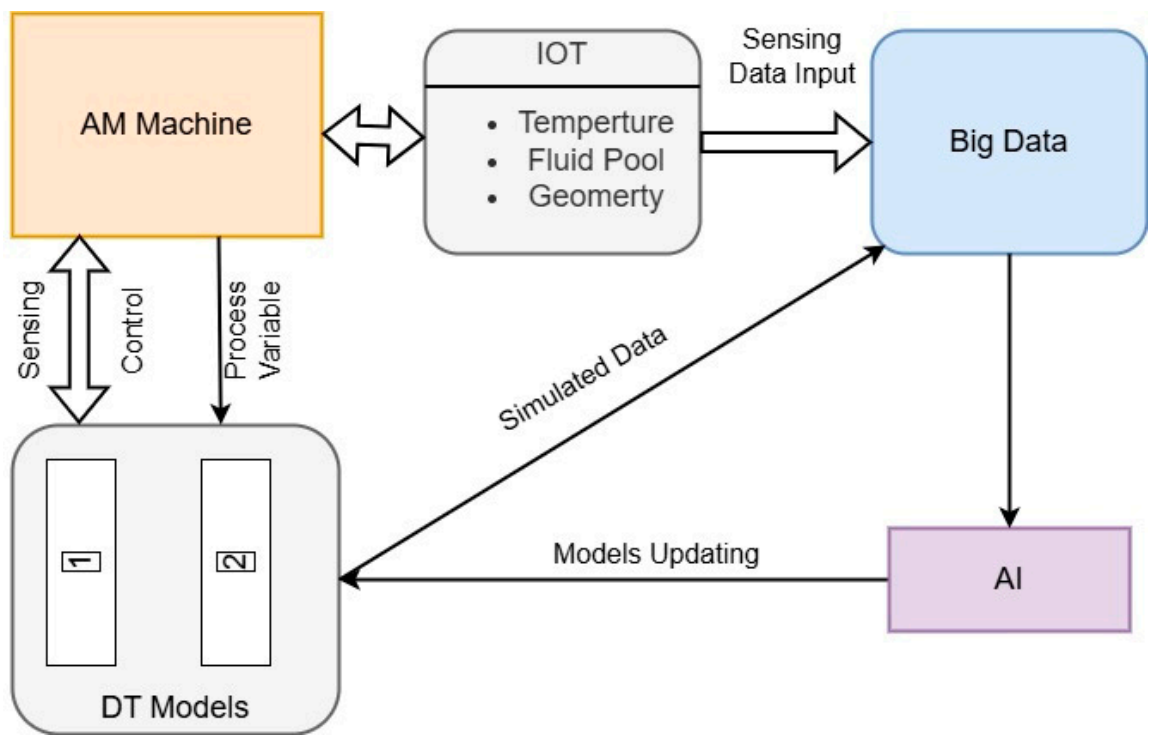 AM Machine
IOT
• Temperture
• Fluid Pool
• Geomerty
Sensing
Data Input
Big Data
Sensing
Control
Process
Variable
Simulated Data
Models Updating
AI
1
2
DT Models